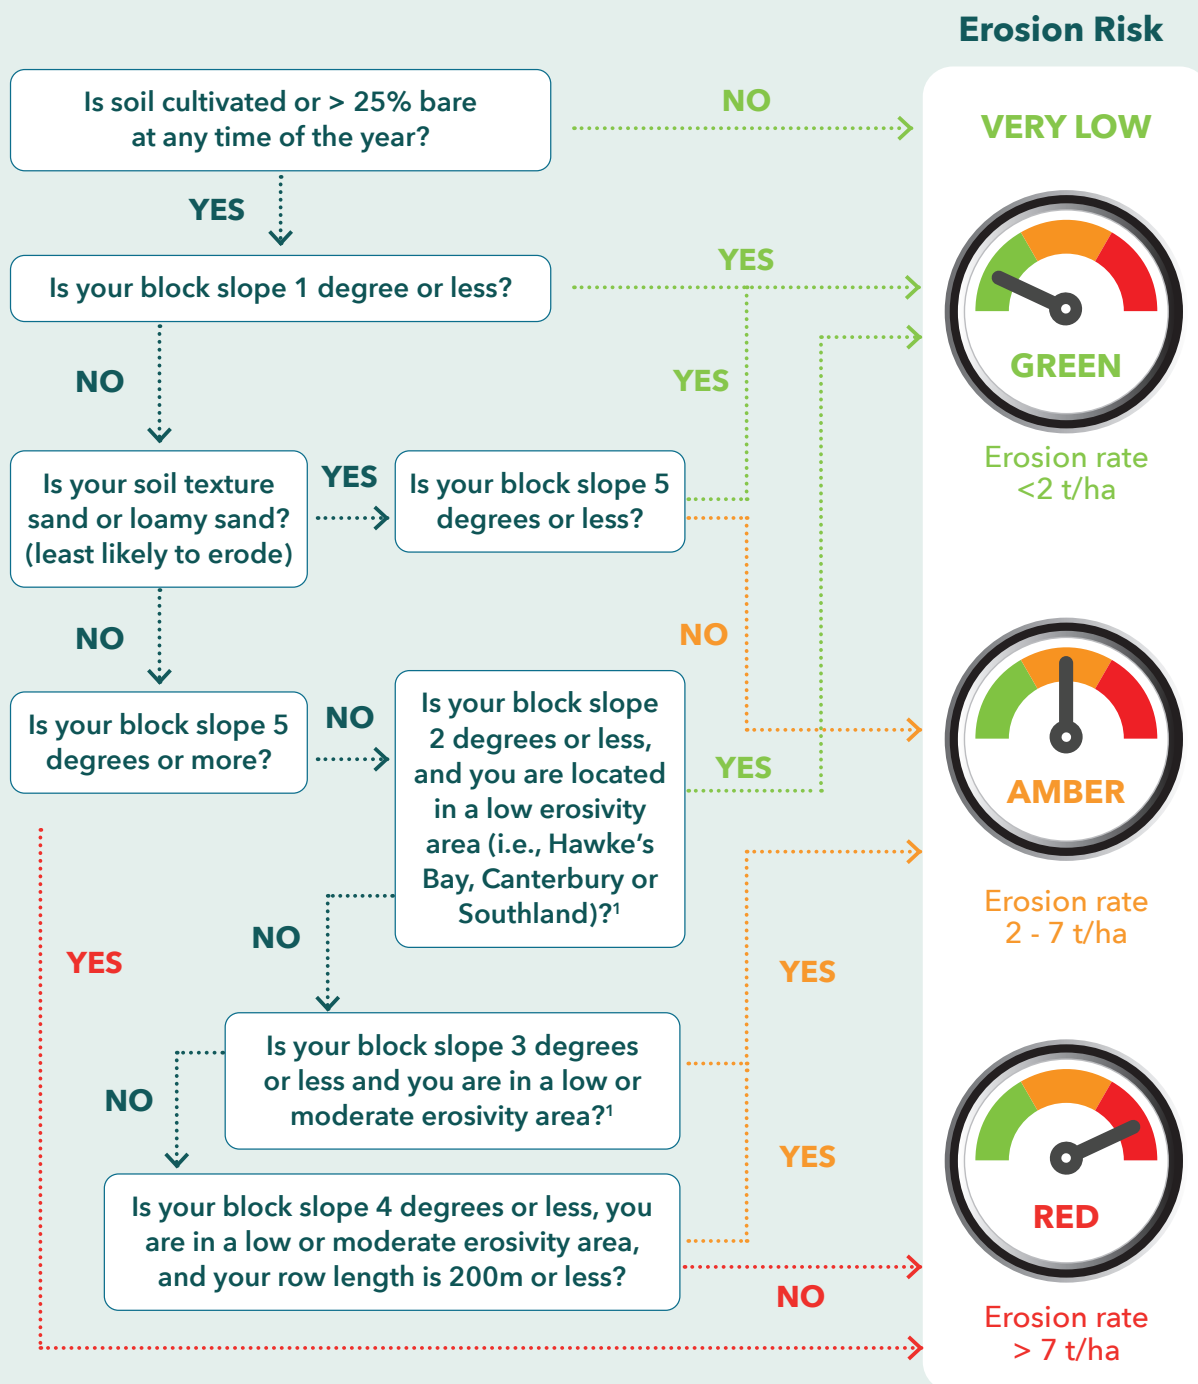 Erosion Risk
Is soil cultivated or > 25% bare
at any time of the year?
NO
VERY LOW
YES
Is your block slope 1 degree or less?
YES
GREEN
Erosion rate
<2 t/ha
NO
YES
Is your soil texture
sand or loamy sand?
(least likely to erode)
YES
Is your block slope 5
degrees or less?
NO
NO
Is your block slope 5
degrees or more?
NO
Is your block slope
2 degrees or less,
and you are located
in a low erosivity
area (i.e., Hawke’s
Bay, Canterbury or
Southland)?¹
YES
AMBER
Erosion rate
2 - 7 t/ha
YES
NO
YES
Is your block slope 3 degrees
or less and you are in a low or
moderate erosivity area?¹
NO
YES
Is your block slope 4 degrees or less, you
are in a low or moderate erosivity area,
and your row length is 200m or less?
NO
RED
Erosion rate
> 7 t/ha